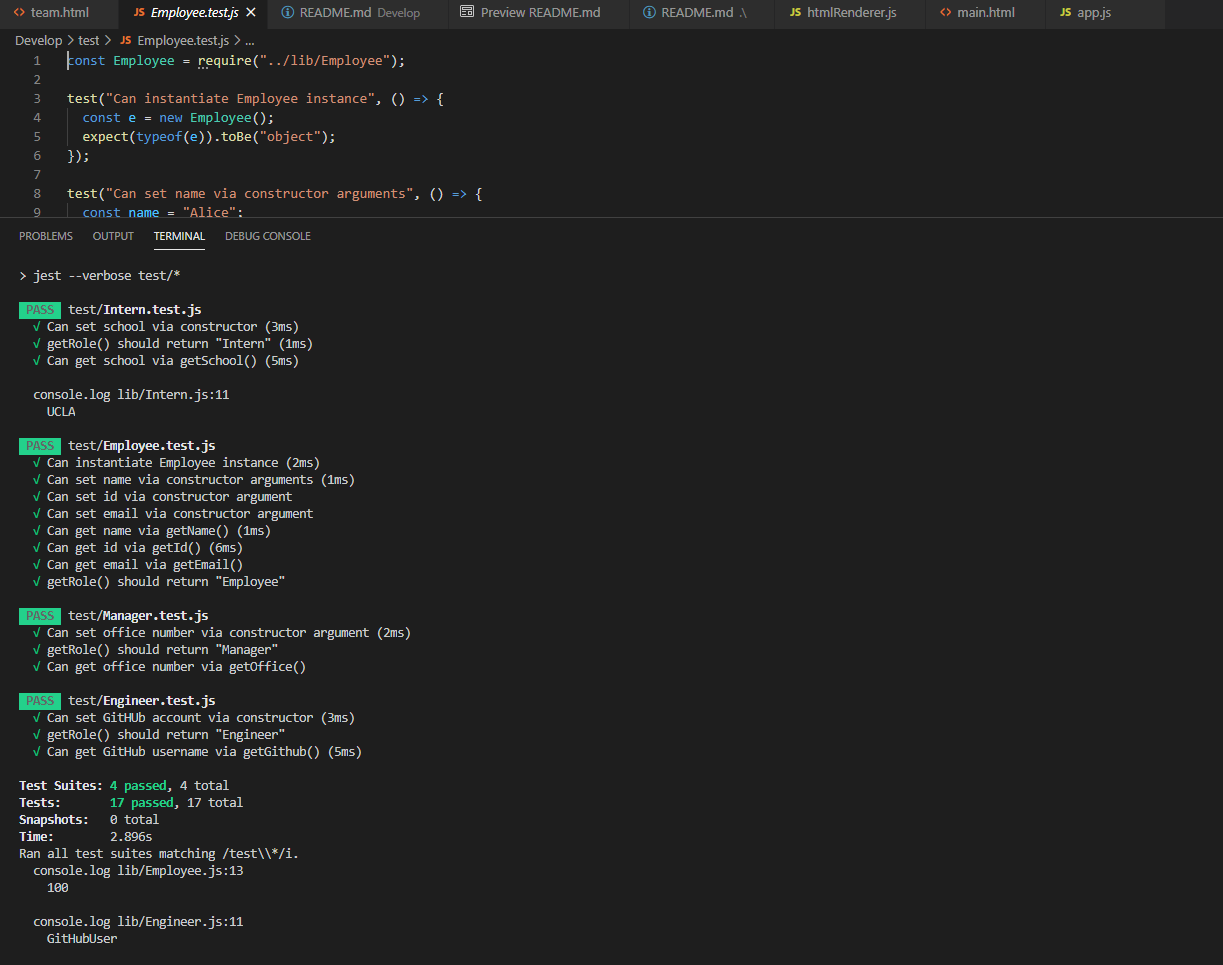 <> team.html JS Employee.test.js × ⓘ README.md Develop Preview README.md ⓘ README.md .\ JS htmlRenderer.js <> main.html JS app.js
Develop > test > JS Employee.test.js > ...
1 const Employee = require("../lib/Employee");
2
3 test("Can instantiate Employee instance", () => {
4 const e = new Employee();
5 expect(typeof(e)).toBe("object");
6 });
7
8 test("Can set name via constructor arguments", () => {
9 const name = "Alice";
PROBLEMS OUTPUT TERMINAL DEBUG CONSOLE
> jest --verbose test/*
PASS test/Intern.test.js
√ Can set school via constructor (3ms)
√ getRole() should return "Intern" (1ms)
√ Can get school via getSchool() (5ms)
console.log lib/Intern.js:11
UCLA
PASS test/Employee.test.js
√ Can instantiate Employee instance (2ms)
√ Can set name via constructor arguments (1ms)
√ Can set id via constructor argument
√ Can set email via constructor argument
√ Can get name via getName() (1ms)
√ Can get id via getId() (6ms)
√ Can get email via getEmail()
√ getRole() should return "Employee"
PASS test/Manager.test.js
√ Can set office number via constructor argument (2ms)
√ getRole() should return "Manager"
√ Can get office number via getOffice()
PASS test/Engineer.test.js
√ Can set GitHUb account via constructor (3ms)
√ getRole() should return "Engineer"
√ Can get GitHub username via getGithub() (5ms)
Test Suites: 4 passed, 4 total
Tests: 17 passed, 17 total
Snapshots: 0 total
Time: 2.896s
Ran all test suites matching /test\\*/i.
console.log lib/Employee.js:13
100
console.log lib/Engineer.js:11
GitHubUser